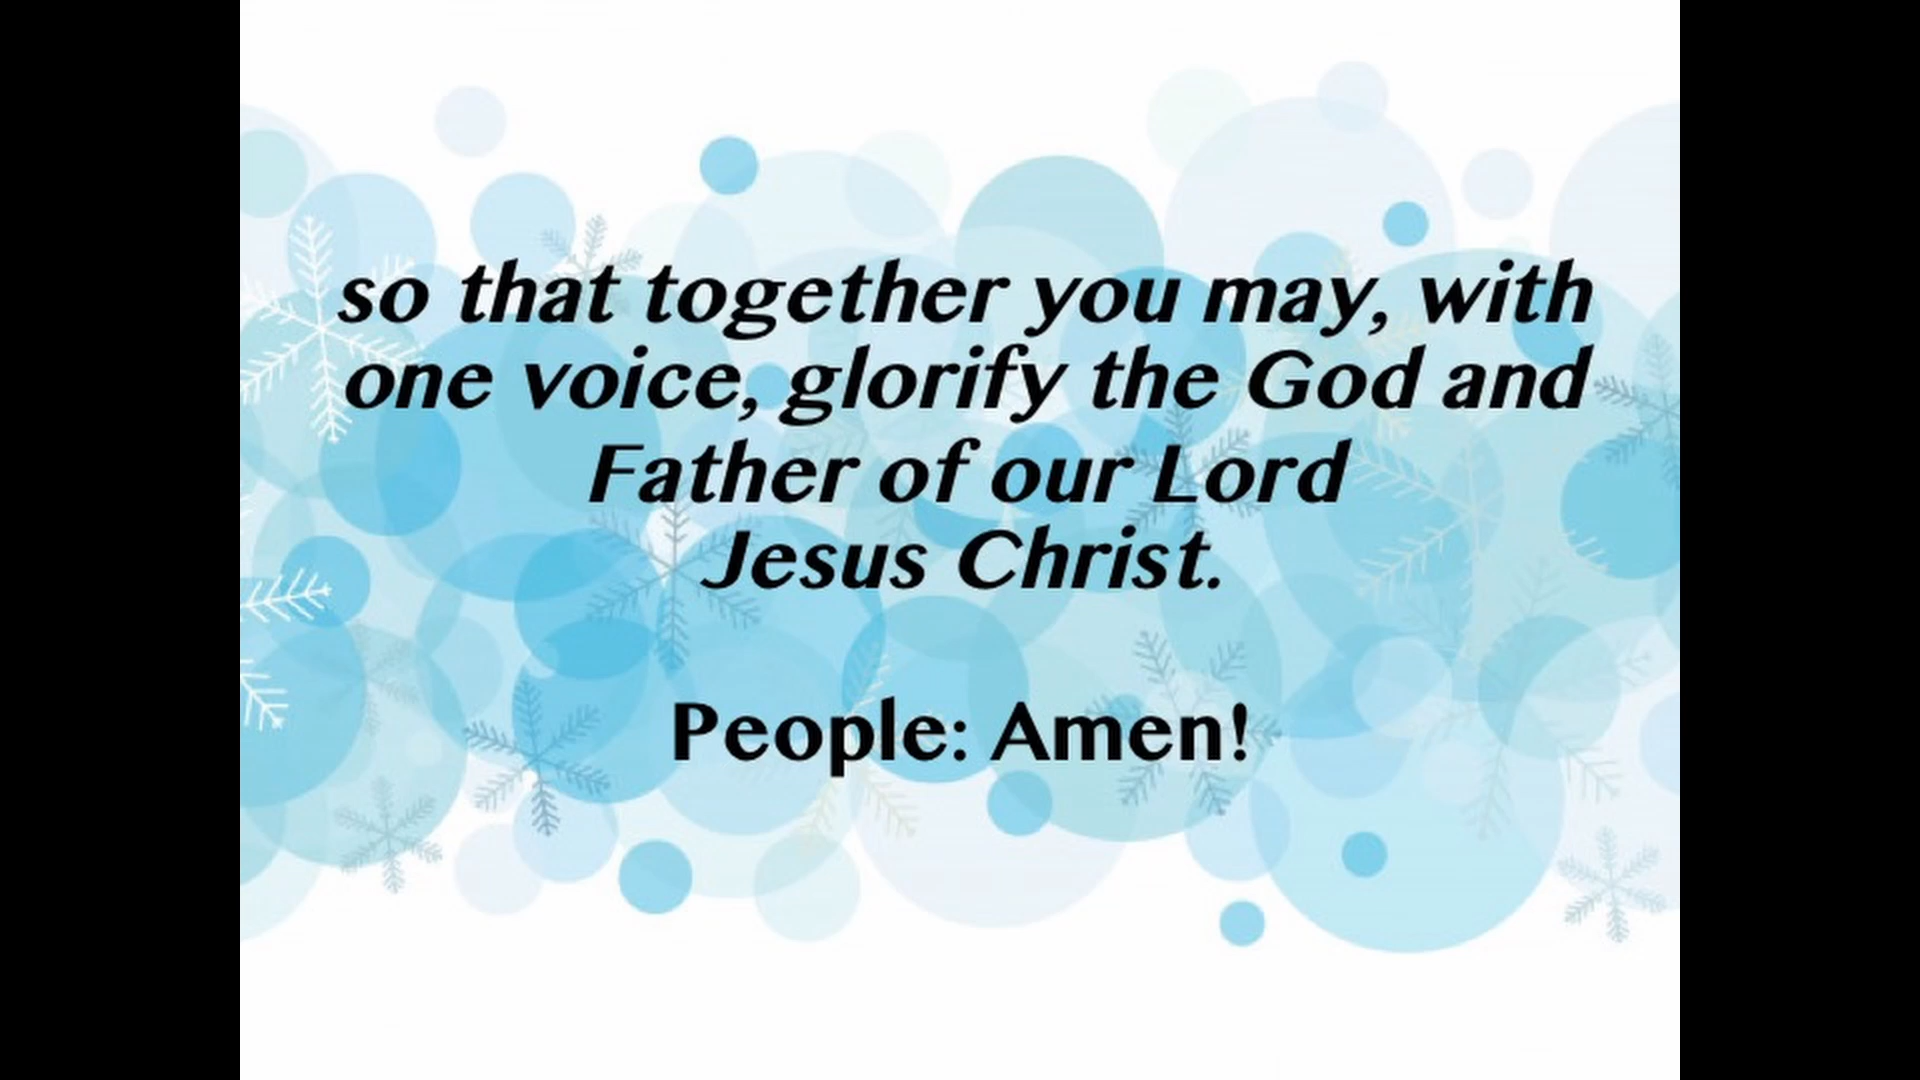 so that together you may, with
one voice, glorify the God and
Father of our Lord
Jesus Christ.
People: Amen!